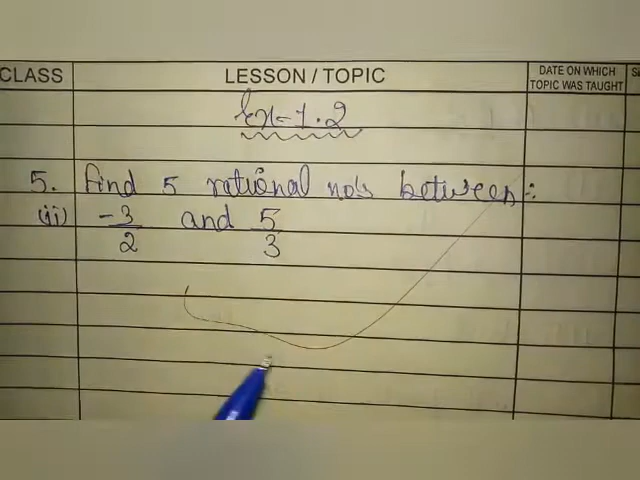 CLASS LESSON / TOPIC DATE ON WHICH
TOPIC WAS TAUGHT
Ex-1.2
5. Find 5 rational no's between:
(ii) -3/2 and 5/3